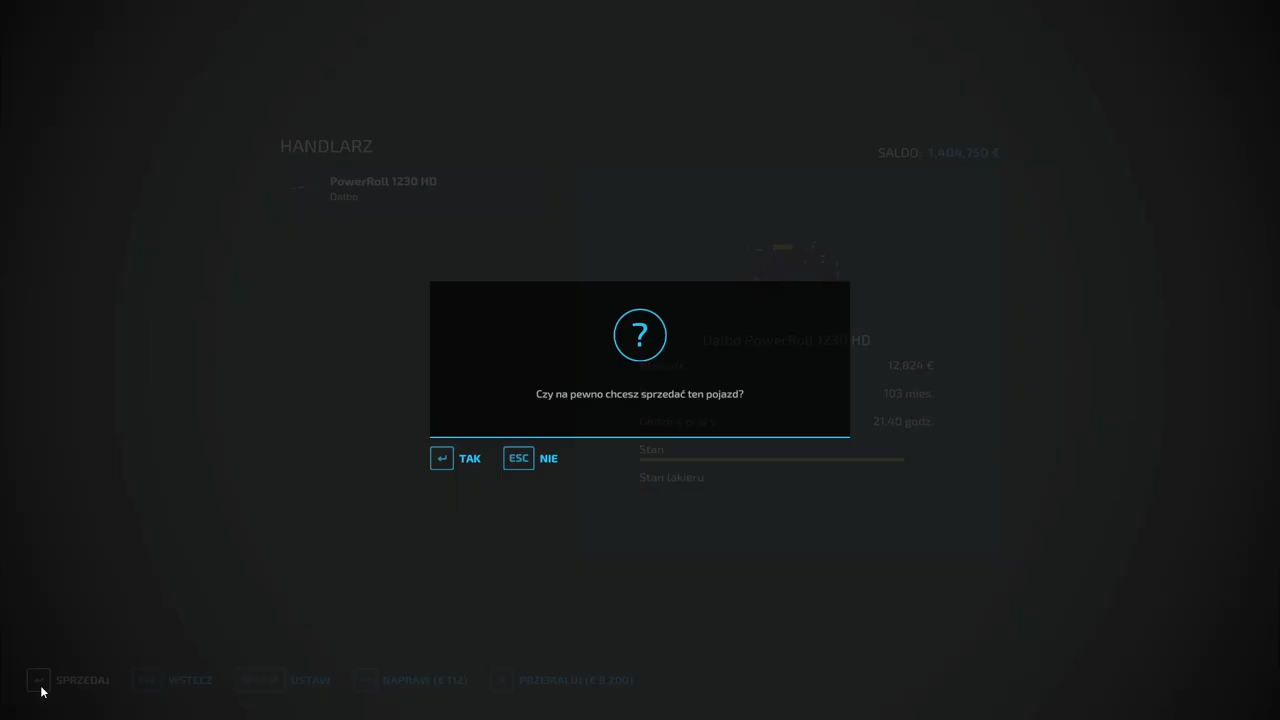 HANDLARZ
SALDO: 1,404,750 €
PowerRoll 1230 HD
Dalbo
Dalbo PowerRoll 1230 HD
12,824 €
Czy na pewno chcesz sprzedać ten pojazd?
103 mies.
21.40 godz.
Stan
↵ TAK ESC NIE
Stan lakieru
↵ SPRZEDAJ WSTECZ USTAW NAPRAW (€ 112) PRZEMALUJ (€ 8,200)